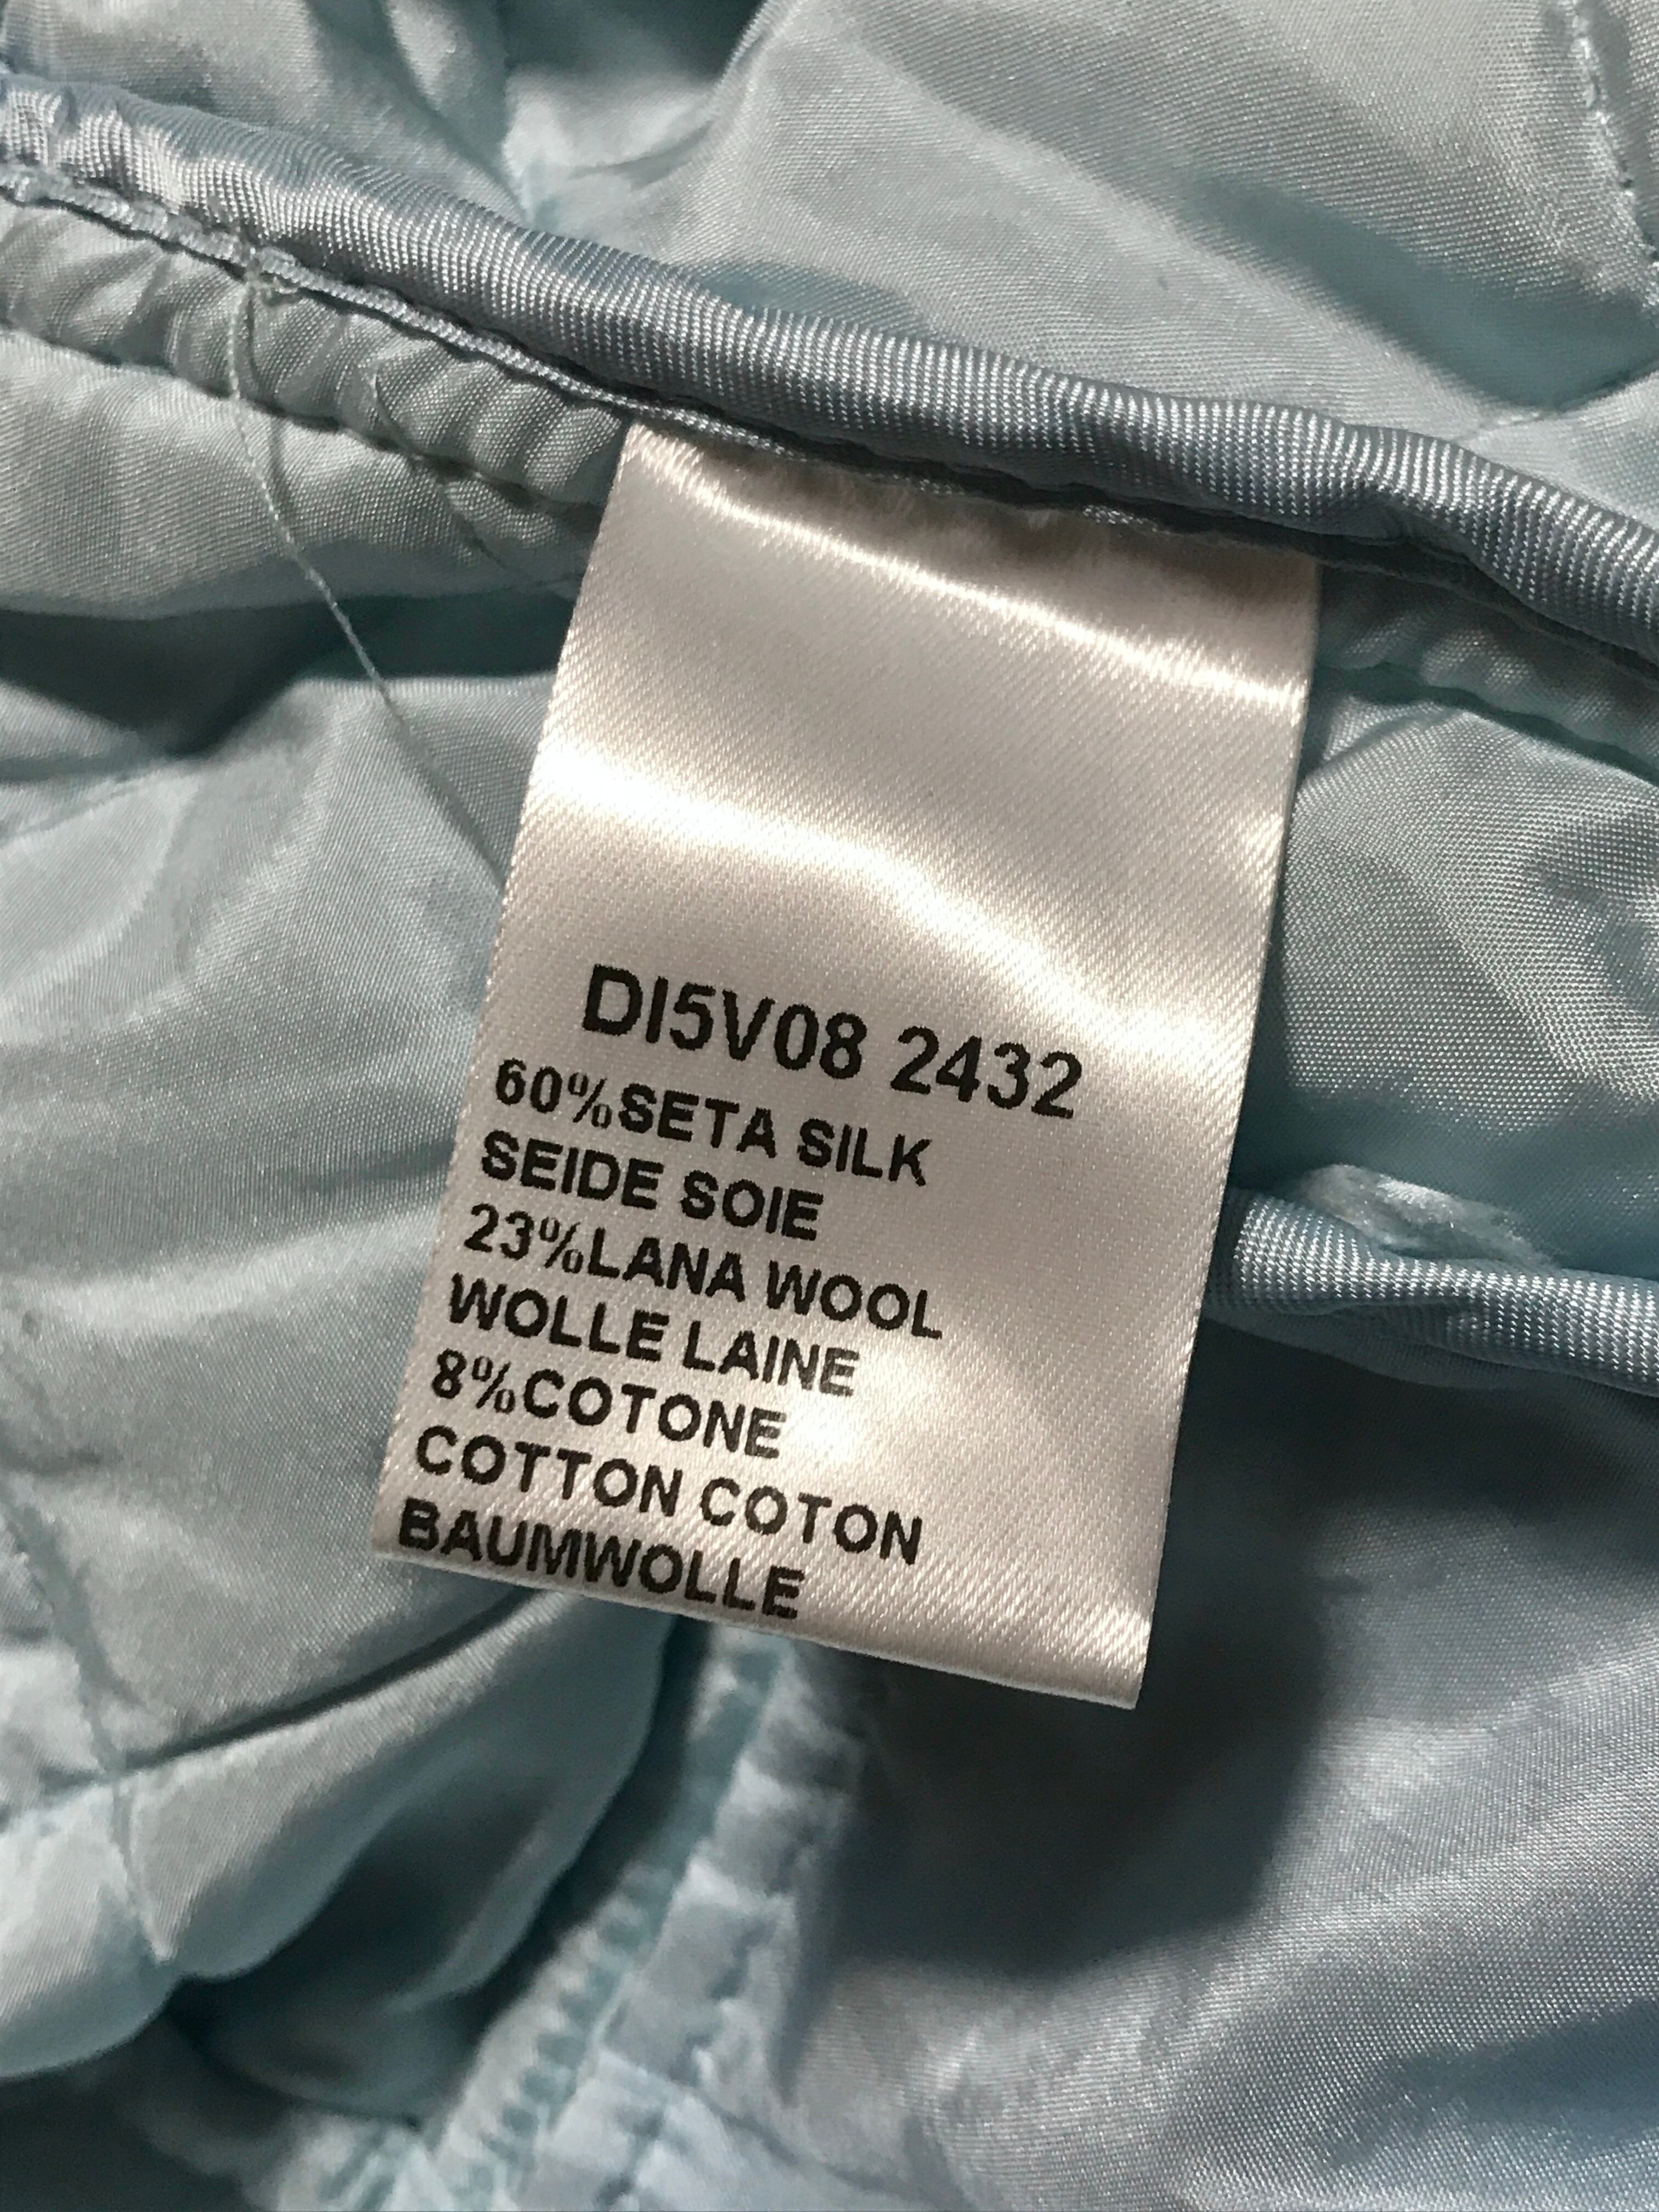 DI5V08 2432
60%SETA SILK
SEIDE SOIE
23%LANA WOOL
WOLLE LAINE
8%COTONE
COTTON COTON
BAUMWOLLE